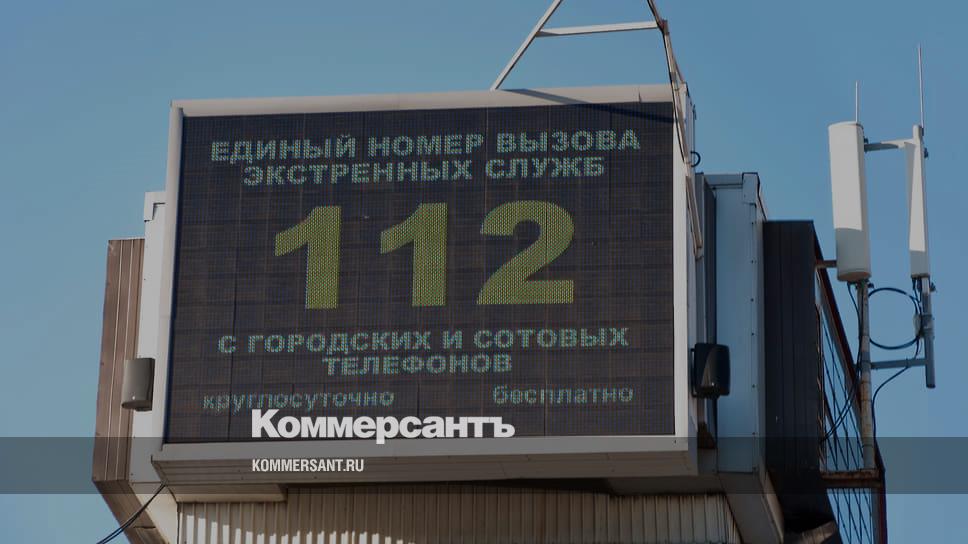 ЕДИНЫЙ НОМЕР ВЫЗОВА
ЭКСТРЕННЫХ СЛУЖБ
112
С ГОРОДСКИХ И СОТОВЫХ
ТЕЛЕФОНОВ
круглосуточно бесплатно
Коммерсантъ
KOMMERSANT.RU